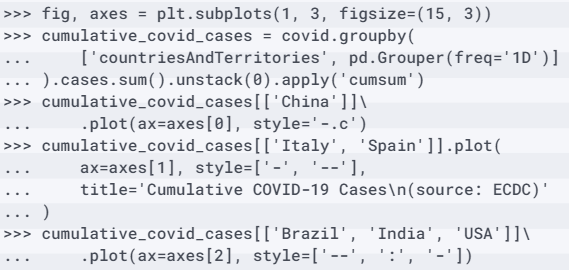 >>> fig, axes = plt.subplots(1, 3, figsize=(15, 3))
>>> cumulative_covid_cases = covid.groupby(
...     ['countriesAndTerritories', pd.Grouper(freq='1D')]
... ).cases.sum().unstack(0).apply('cumsum')
>>> cumulative_covid_cases[['China']]\
...     .plot(ax=axes[0], style='-.c')
>>> cumulative_covid_cases[['Italy', 'Spain']].plot(
...     ax=axes[1], style=['-', '--'],
...     title='Cumulative COVID-19 Cases\n(source: ECDC)'
... )
>>> cumulative_covid_cases[['Brazil', 'India', 'USA']]\
...     .plot(ax=axes[2], style=['--', ':', '-'])